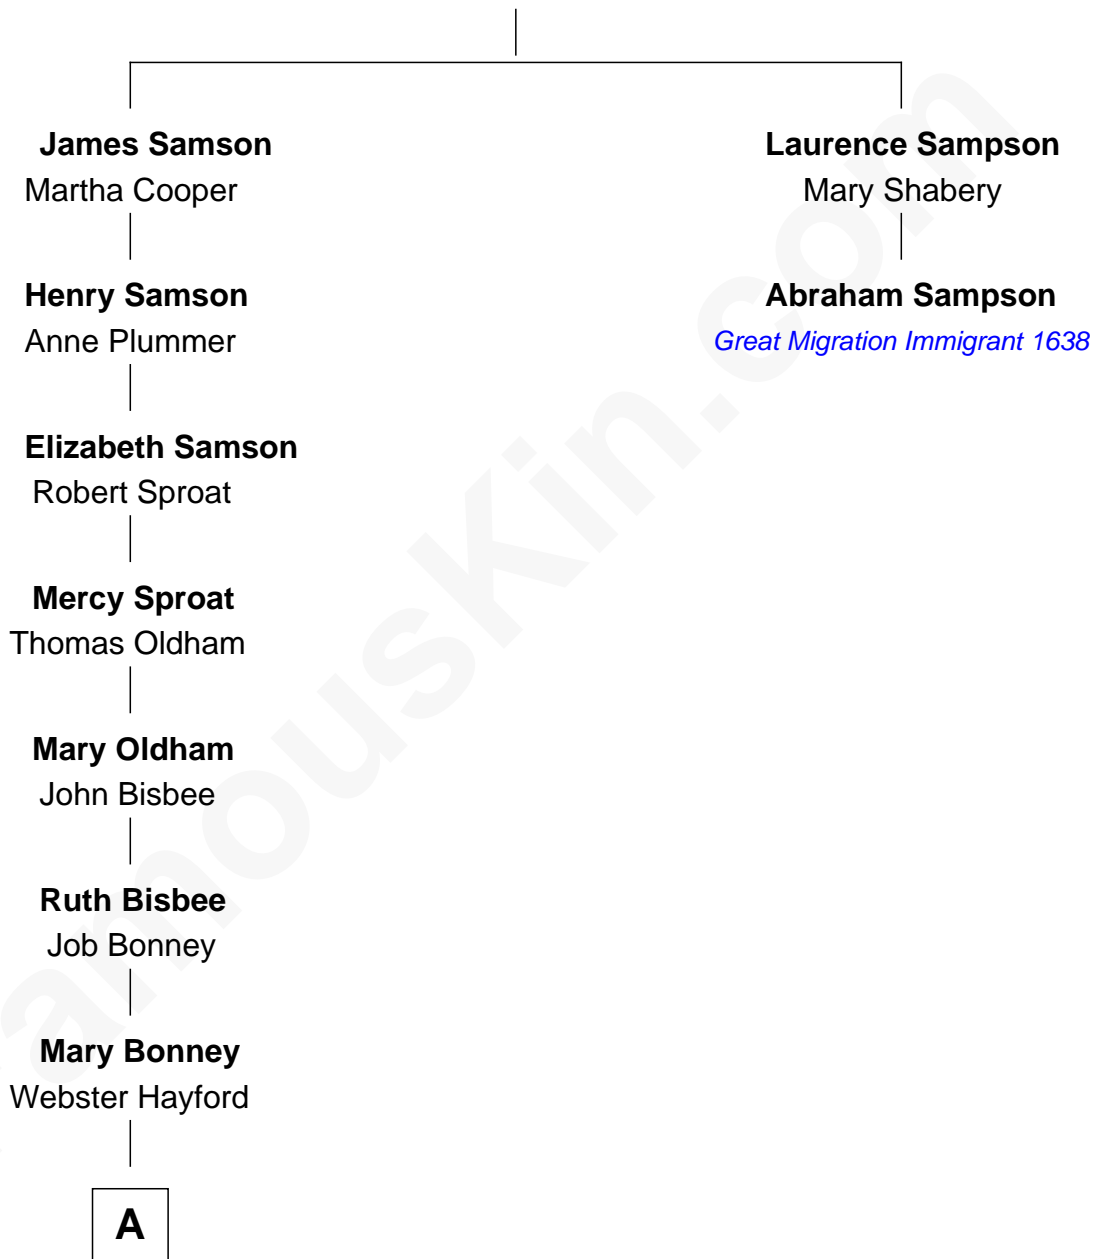 James Samson
Martha Cooper
Henry Samson
Anne Plummer
Elizabeth Samson
Robert Sproat
Mercy Sproat
Thomas Oldham
Mary Oldham
John Bisbee
Ruth Bisbee
Job Bonney
Mary Bonney
Webster Hayford
A
Laurence Sampson
Mary Shabery
Abraham Sampson
Great Migration Immigrant 1638
amouskin.com